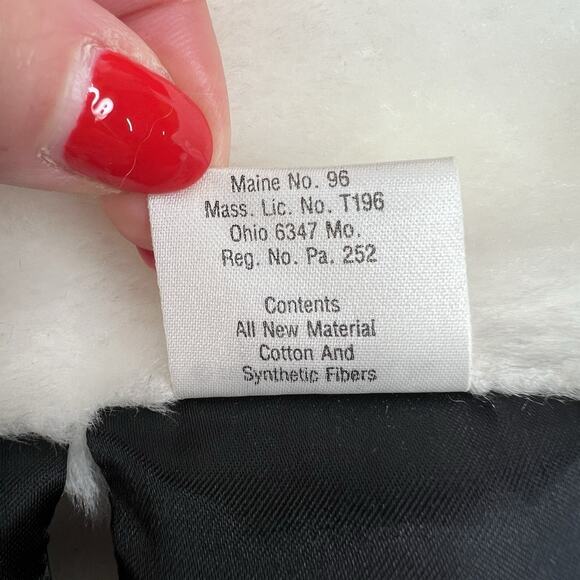 Maine No. 96
Mass. Lic. No. T196
Ohio 6347 Mo.
Reg. No. Pa. 252
Contents
All New Material
Cotton And
Synthetic Fibers